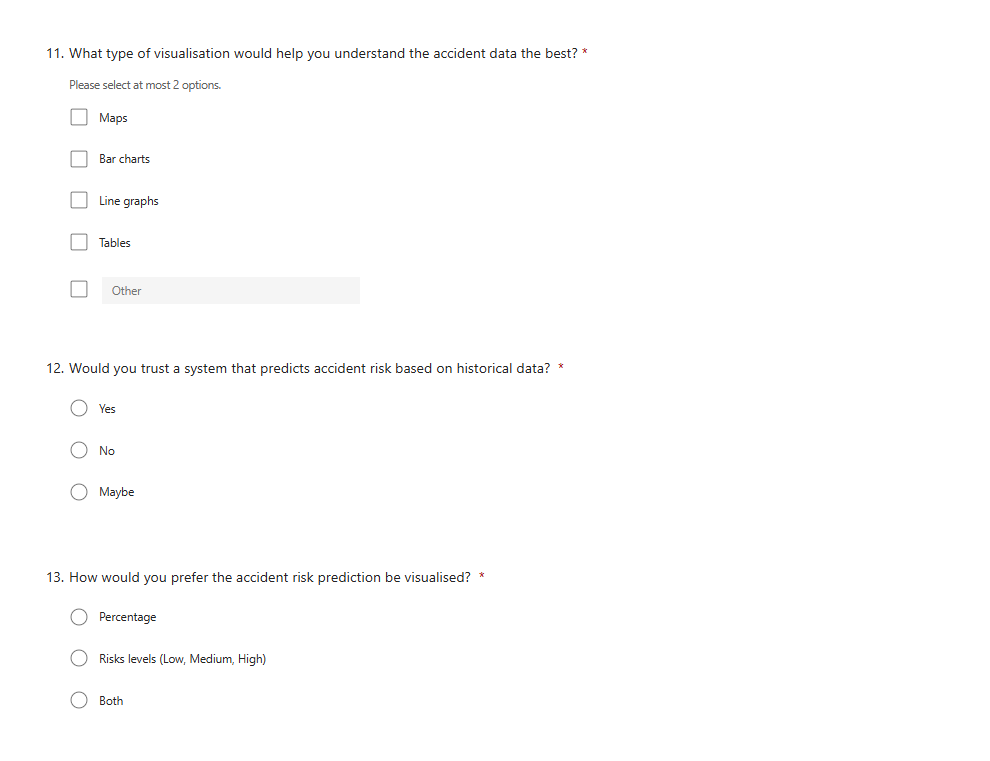 11. What type of visualisation would help you understand the accident data the best? *
Please select at most 2 options.
Maps
Bar charts
Line graphs
Tables
Other
12. Would you trust a system that predicts accident risk based on historical data? *
Yes
No
Maybe
13. How would you prefer the accident risk prediction be visualised? *
Percentage
Risks levels (Low, Medium, High)
Both